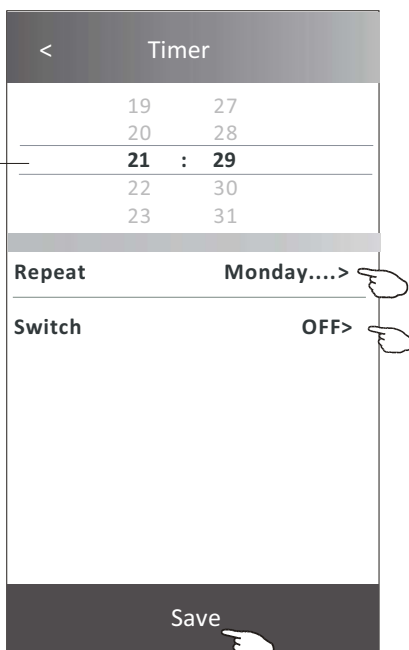 < Timer
19 27
20 28
21 : 29
22 30
23 31
Repeat Monday....>
Switch OFF>
Save